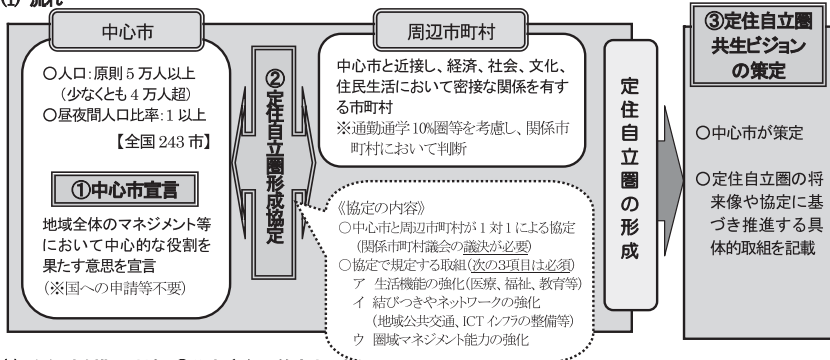 中心市
○人口：原則５万人以上
（少なくとも４万人超）
○昼夜間人口比率：１以上
【全国243市】
①中心市宣言
地域全体のマネジメント等
において中心的な役割を
果たす意思を宣言
（※国への申請等不要）
②定住自立圏形成協定
周辺市町村
中心市と近接し、経済、社会、文化、
住民生活において密接な関係を有す
る市町村
※通勤通学10%圏等を考慮し、関係市
町村において判断
《協定の内容》
○中心市と周辺市町村が１対１による協定
（関係市町村議会の議決が必要）
○協定で規定する取組（次の3項目は必須）
ア　生活機能の強化（医療、福祉、教育等）
イ　結びつきやネットワークの強化
（地域公共交通、ICTインフラの整備等）
ウ　圏域マネジメント能力の強化
定住自立圏の形成
③定住自立圏
共生ビジョン
の策定
○中心市が策定
○定住自立圏の将
来像や協定に基
づき推進する具
体的取組を記載